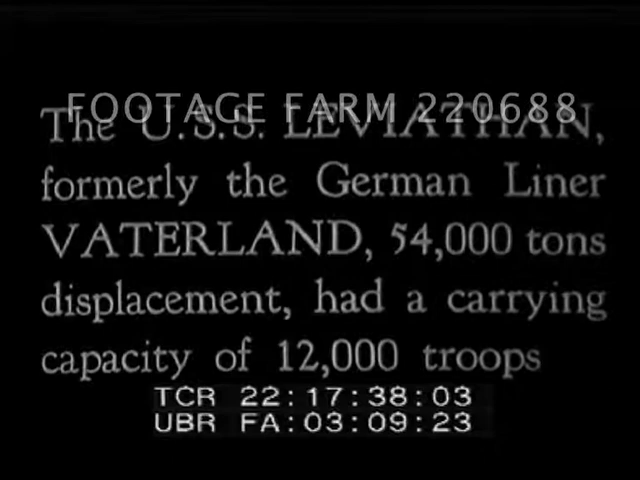 FOOTAGE FARM 220688
The U.S.S. LEVIATHAN,
formerly the German Liner
VATERLAND, 54,000 tons
displacement, had a carrying
capacity of 12,000 troops
TCR 22:17:38:03
UBR FA:03:09:23